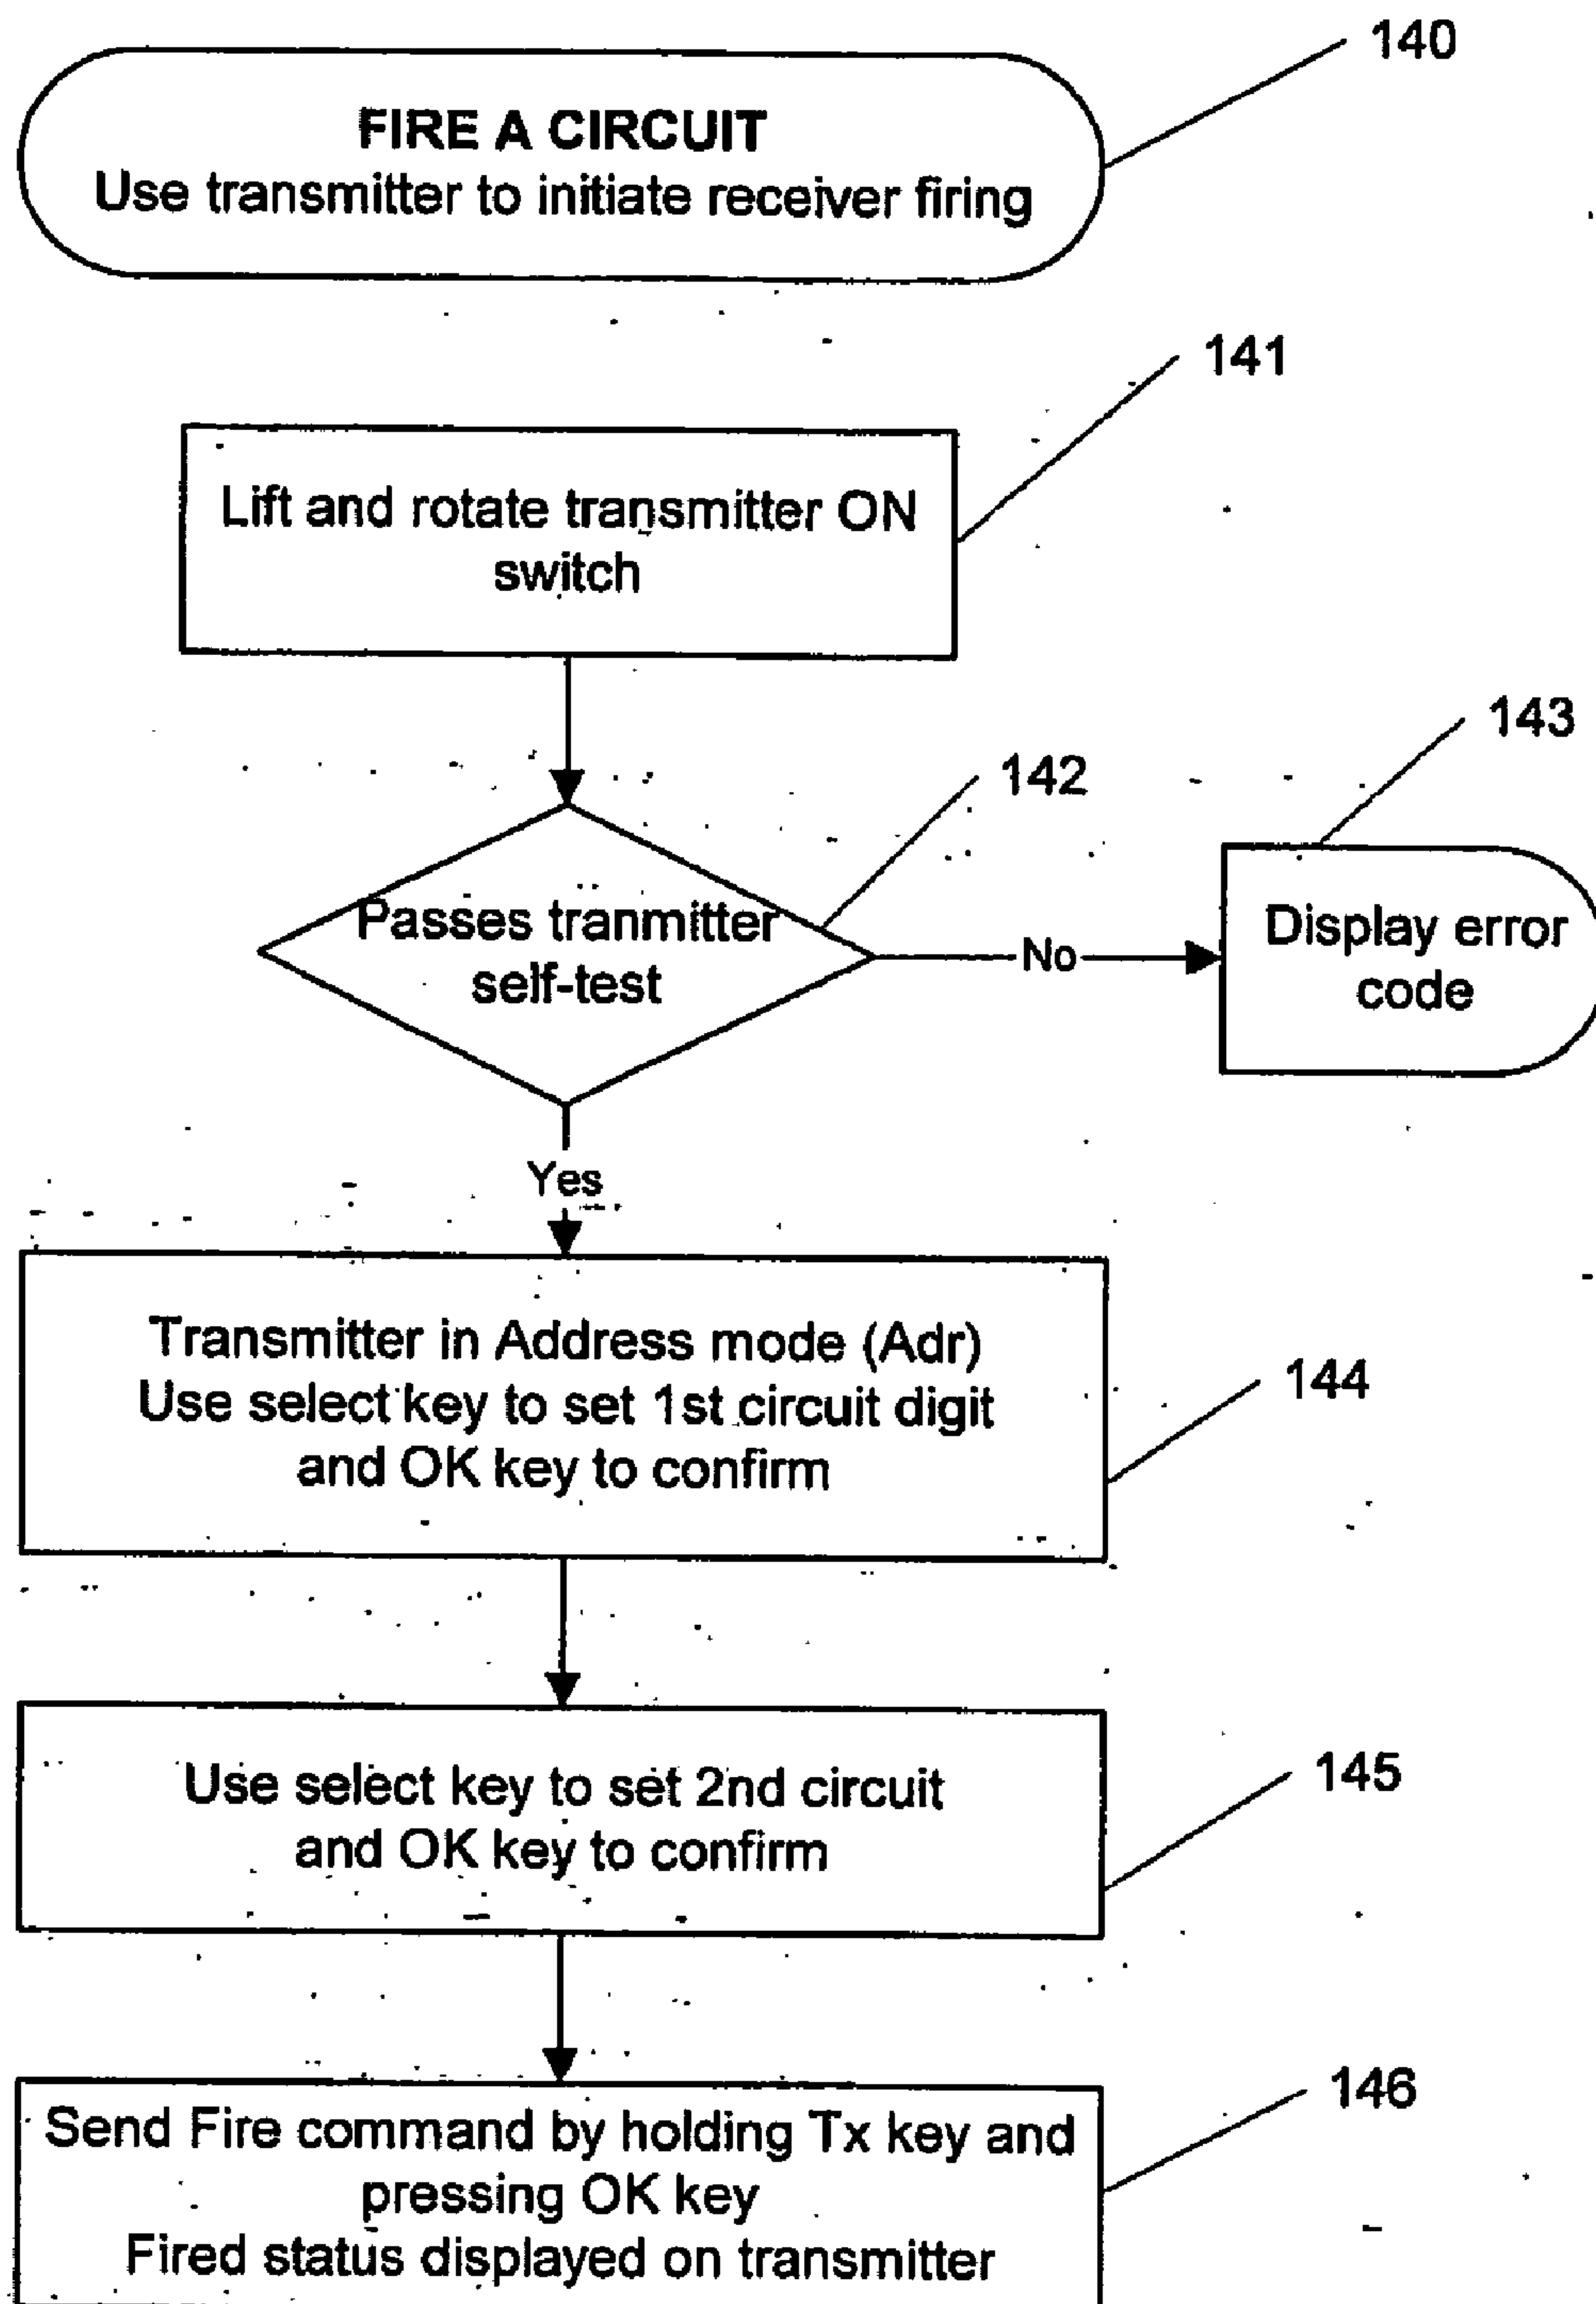 140
FIRE A CIRCUIT
Use transmitter to initiate receiver firing
141
Lift and rotate transmitter ON
switch
143
142
Passes tranmitter
self-test
No
Display error
code
Yes
Transmitter in Address mode (Adr)
Use select key to set 1st circuit digit
and OK key to confirm
144
Use select key to set 2nd circuit
and OK key to confirm
145
146
Send Fire command by holding Tx key and
pressing OK key
Fired status displayed on transmitter